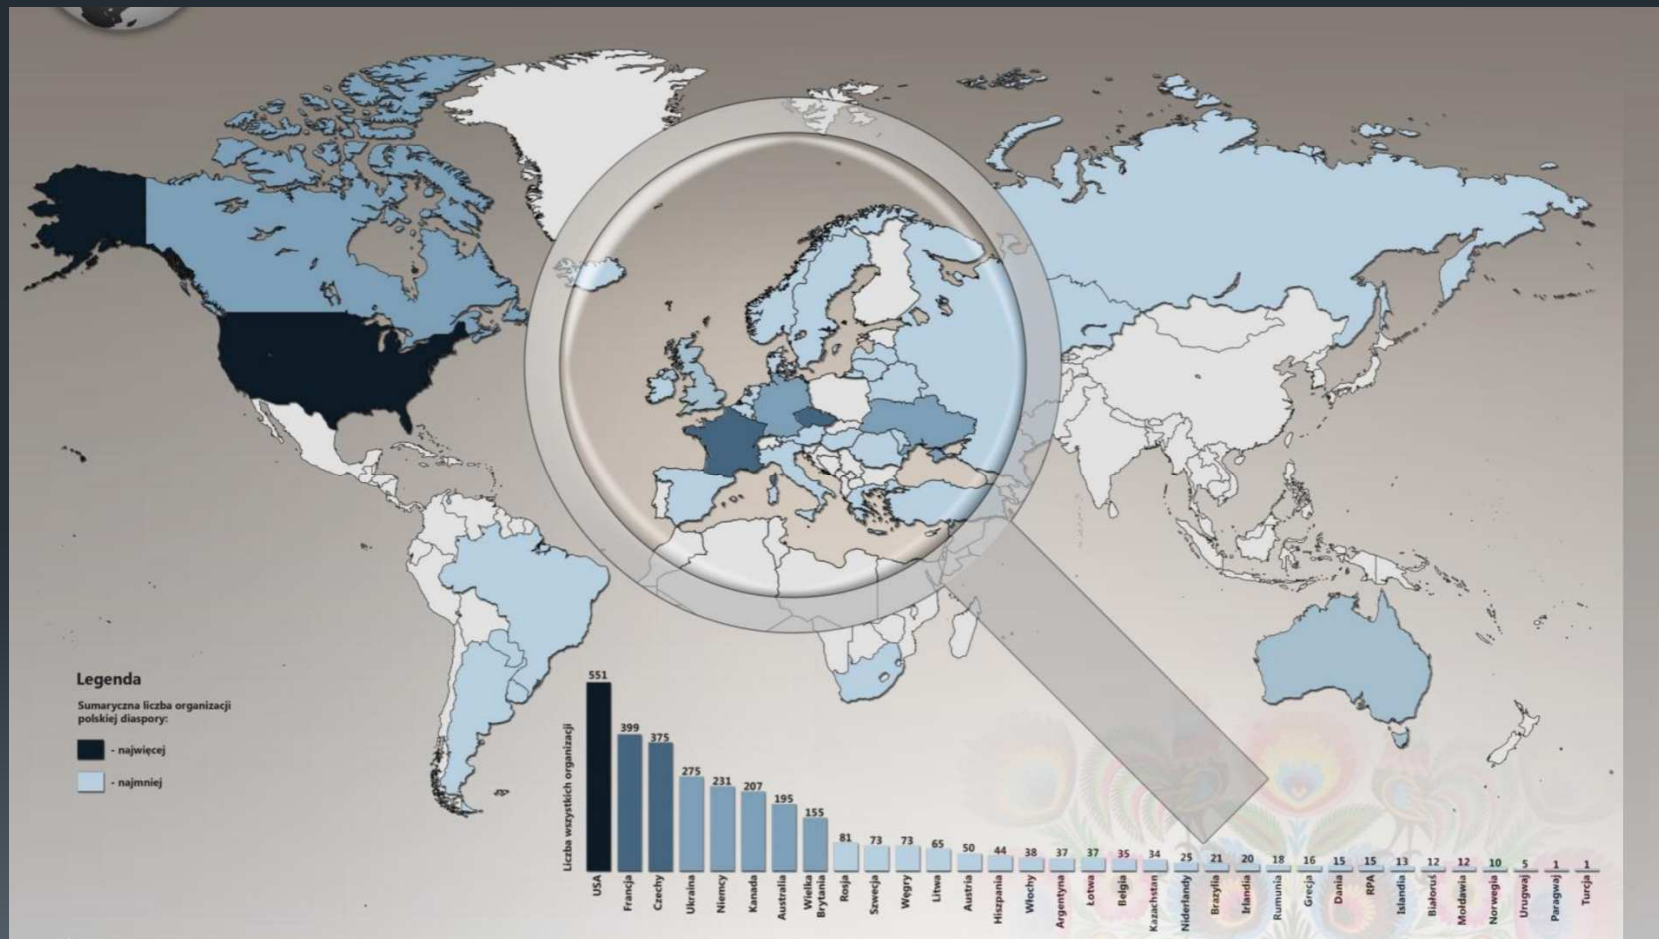 Legenda
Sumaryczna liczba organizacji
polskiej diaspory:
- najwięcej
- najmniej
Liczba wszystkich organizacji
551
399
375
275
231
207
195
155
81
73
73
65
50
44
38
37
37
35
34
25
21
20
18
16
15
15
13
12
12
10
5
1
1
USA
Francja
Czechy
Ukraina
Niemcy
Kanada
Australia
Wielka
Brytania
Rosja
Szwecja
Węgry
Litwa
Austria
Hiszpania
Włochy
Argentyna
Łotwa
Belgia
Kazachstan
Niderlandy
Brazylia
Irlandia
Rumunia
Grecja
Dania
RPA
Islandia
Białoruś
Mołdawia
Norwegia
Urugwaj
Paragwaj
Turcja